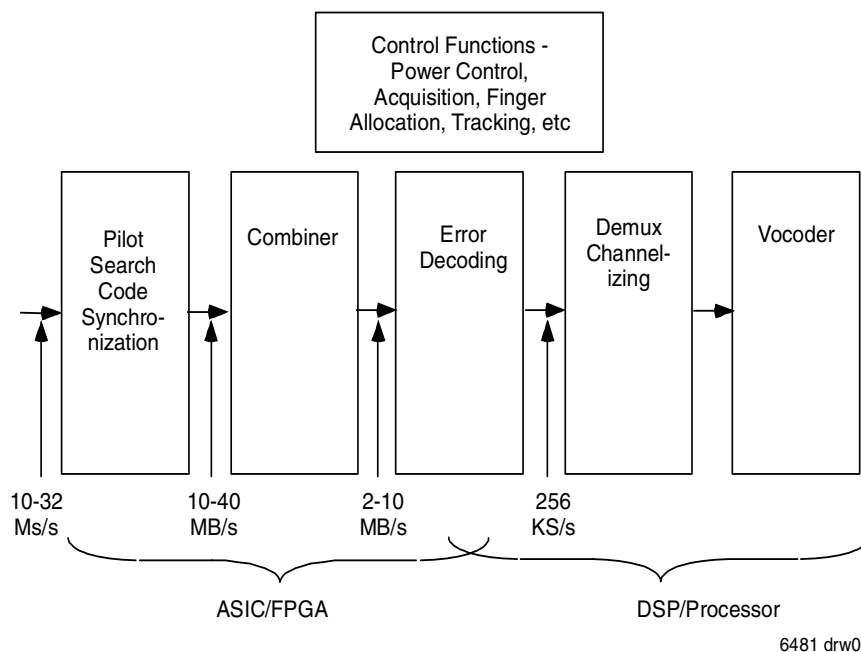 Control Functions -
Power Control,
Acquisition, Finger
Allocation, Tracking, etc
Pilot
Search
Code
Synchro-
nization
Combiner
Error
Decoding
Demux
Channel-
izing
Vocoder
10-32
Ms/s
10-40
MB/s
2-10
MB/s
256
KS/s
ASIC/FPGA
DSP/Processor
6481 drw0